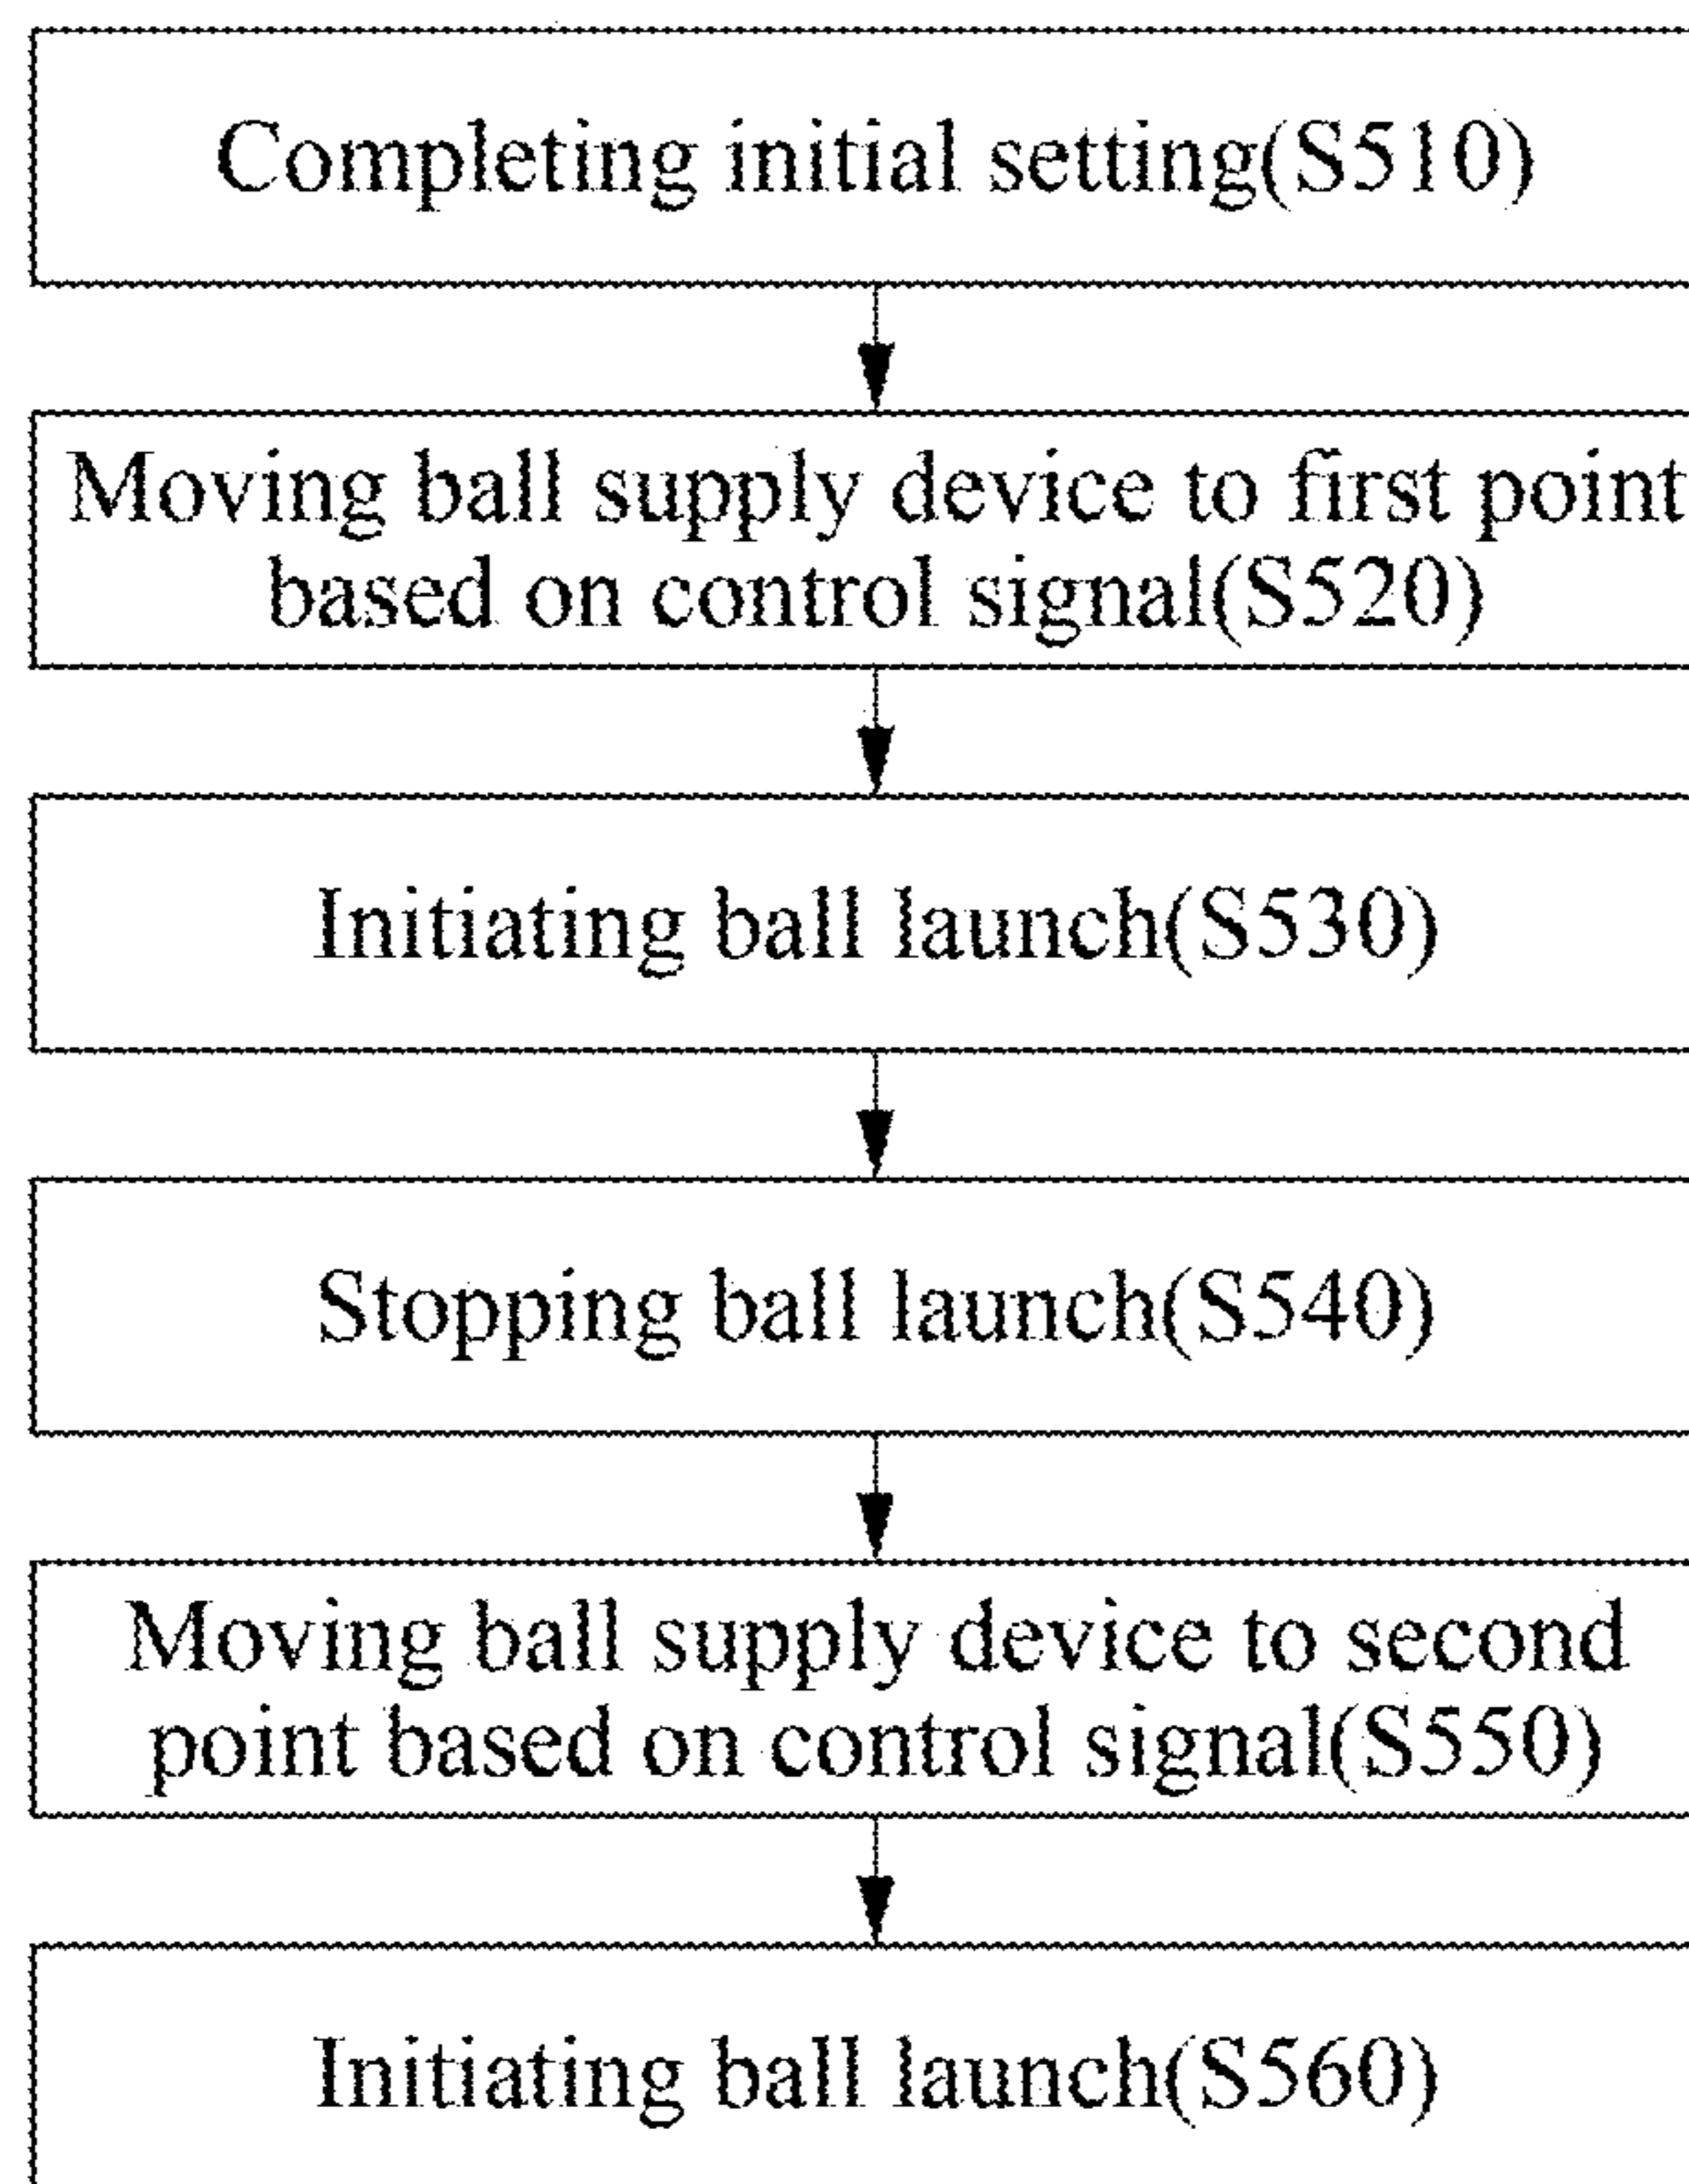 Completing initial setting(S510)
Moving ball supply device to first point
based on control signal(S520)
Initiating ball launch(S530)
Stopping ball launch(S540)
Moving ball supply device to second
point based on control signal(S550)
Initiating ball launch(S560)